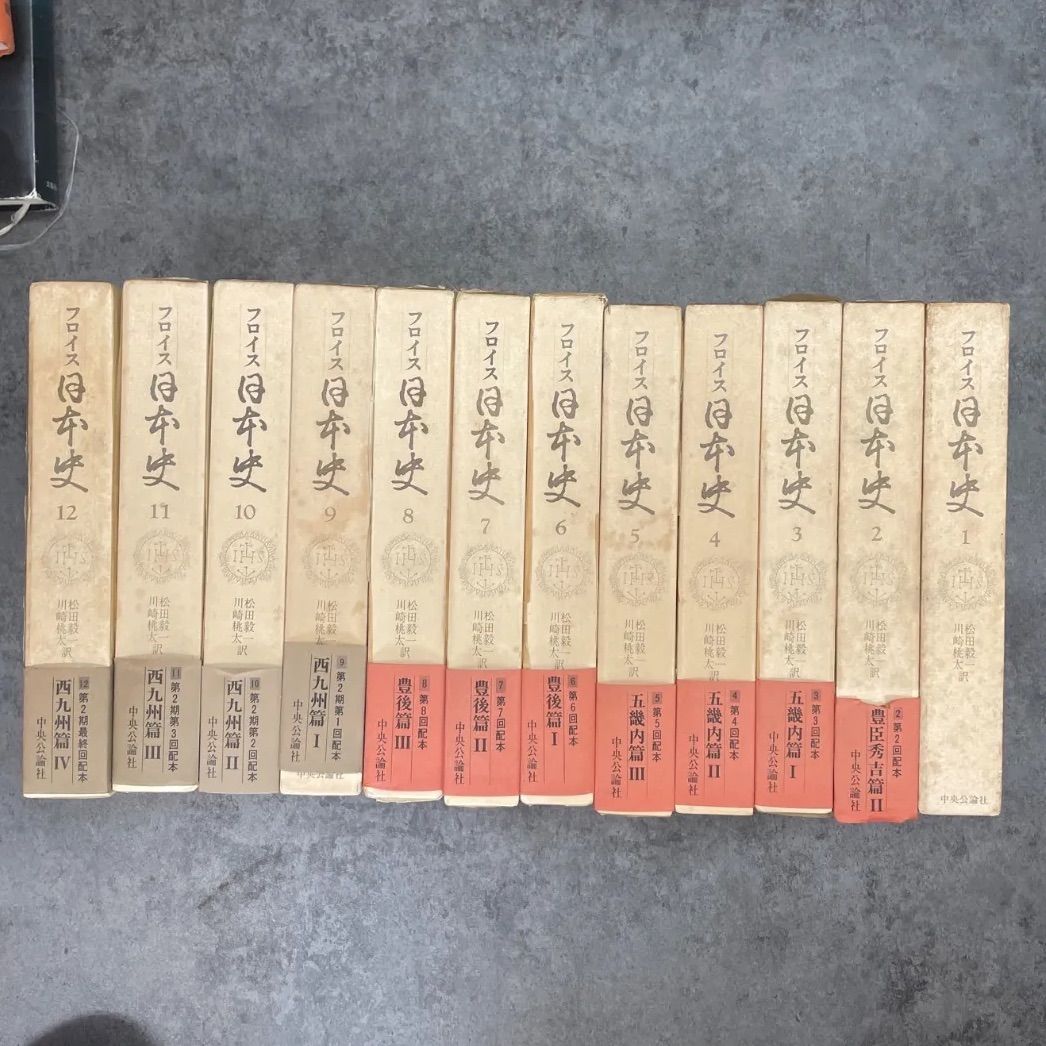 フロイス 日本史
1
IHS
松田毅一
川崎桃太 訳
中央公論社
フロイス 日本史
2
IHS
松田毅一
川崎桃太 訳
2 第2回配本
豊臣秀吉篇 II
中央公論社
フロイス 日本史
3
IHS
松田毅一
川崎桃太 訳
3 第3回配本
五畿内篇 I
中央公論社
フロイス 日本史
4
IHS
松田毅一
川崎桃太 訳
4 第4回配本
五畿内篇 II
中央公論社
フロイス 日本史
5
IHS
松田毅一
川崎桃太 訳
5 第5回配本
五畿内篇 III
中央公論社
フロイス 日本史
6
IHS
松田毅一
川崎桃太 訳
6 第6回配本
豊後篇 I
中央公論社
フロイス 日本史
7
IHS
松田毅一
川崎桃太 訳
7 第7回配本
豊後篇 II
中央公論社
フロイス 日本史
8
IHS
松田毅一
川崎桃太 訳
8 第8回配本
豊後篇 III
中央公論社
フロイス 日本史
9
IHS
松田毅一
川崎桃太
9 第2期第1回配本
西九州篇 I
中央公論社
中央公論社
フロイス 日本史
10
IHS
松田毅一
川崎桃太 訳
10 第2期第2回配本
西九州篇 II
中央公論社
フロイス 日本史
11
IHS
松田毅一
川崎桃太 訳
11 第2期第3回配本
西九州篇 III
中央公論社
フロイス 日本史
12
IHS
松田毅一
川崎桃太 訳
12 第2期最終回配本
西九州篇 IV
中央公論社